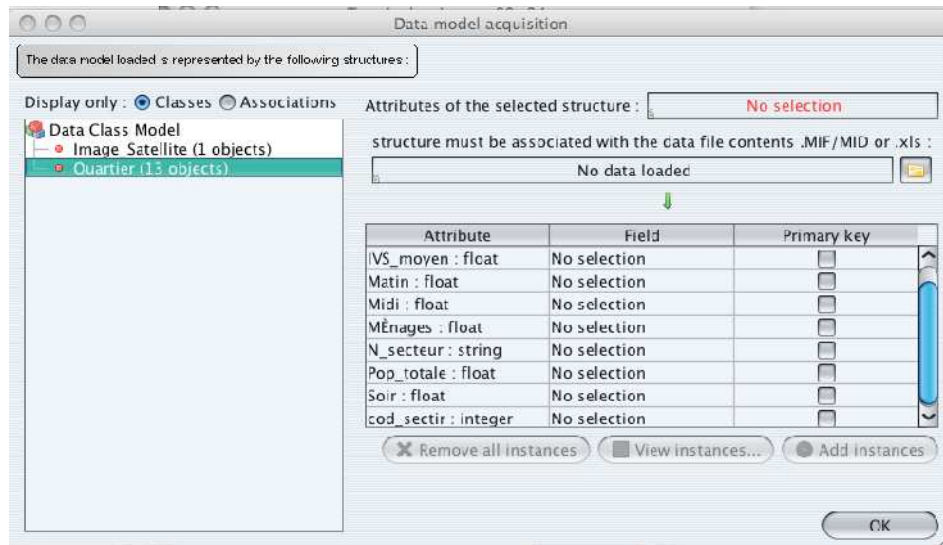 Data model acquisition
The data model loaded is represented by the following structures :
Display only : Classes Associations
Data Class Model
Image_Satellite (1 objects)
Quartier (13 objects)
Attributes of the selected structure : No selection
structure must be associated with the data file contents .MIF/MID or .xls :
No data loaded
Attribute Field Primary key
IVS_moyen : float No selection
Matin : float No selection
Midi : float No selection
MÈnages : float No selection
N_secteur : string No selection
Pop_totale : float No selection
Soir : float No selection
cod_sectir : integer No selection
Remove all instances View instances... Add instances
OK